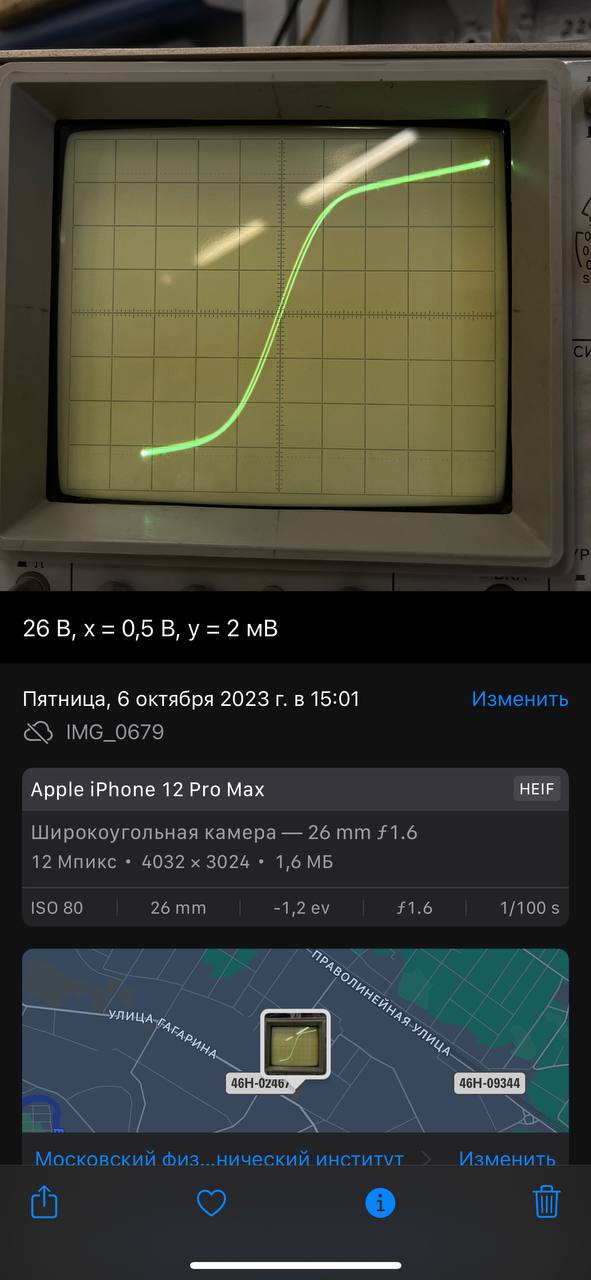 26 В, x = 0,5 В, y = 2 мВ
Пятница, 6 октября 2023 г. в 15:01
Изменить
IMG_0679
Apple iPhone 12 Pro Max
HEIF
Широкоугольная камера — 26 mm ƒ1.6
12 Мпикс • 4032 × 3024 • 1,6 МБ
ISO 80
26 mm
-1,2 ev
ƒ1.6
1/100 s
ПРАВОЛИНЕЙНАЯ УЛИЦА
УЛИЦА ГАГАРИНА
46Н-02467
46Н-09344
Московский физ...нический институт
Изменить